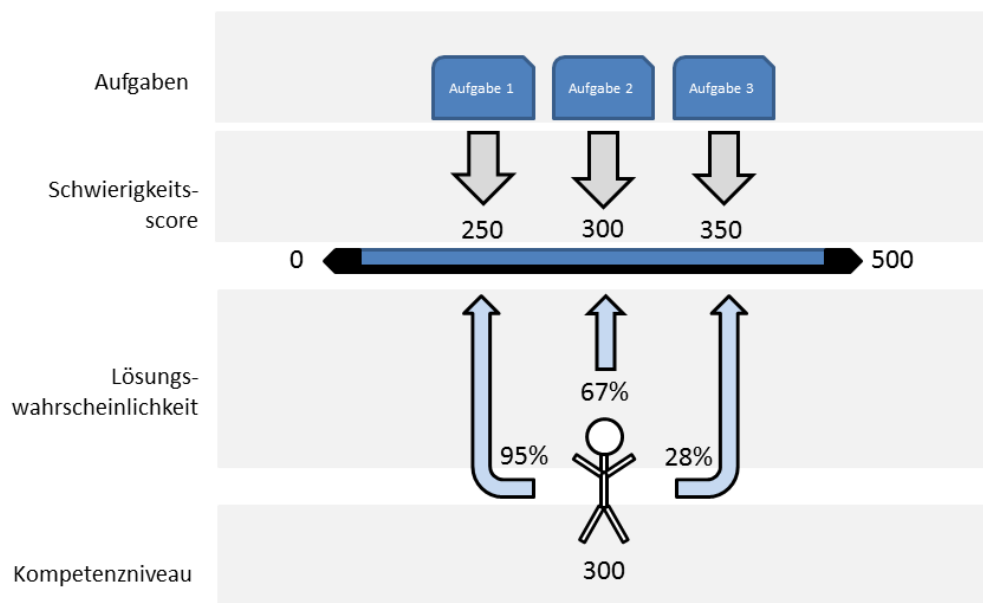 Aufgaben
Aufgabe 1
Aufgabe 2
Aufgabe 3
Schwierigkeits-
score
250
300
350
0
500
Lösungs-
wahrscheinlichkeit
67%
95%
28%
Kompetenzniveau
300